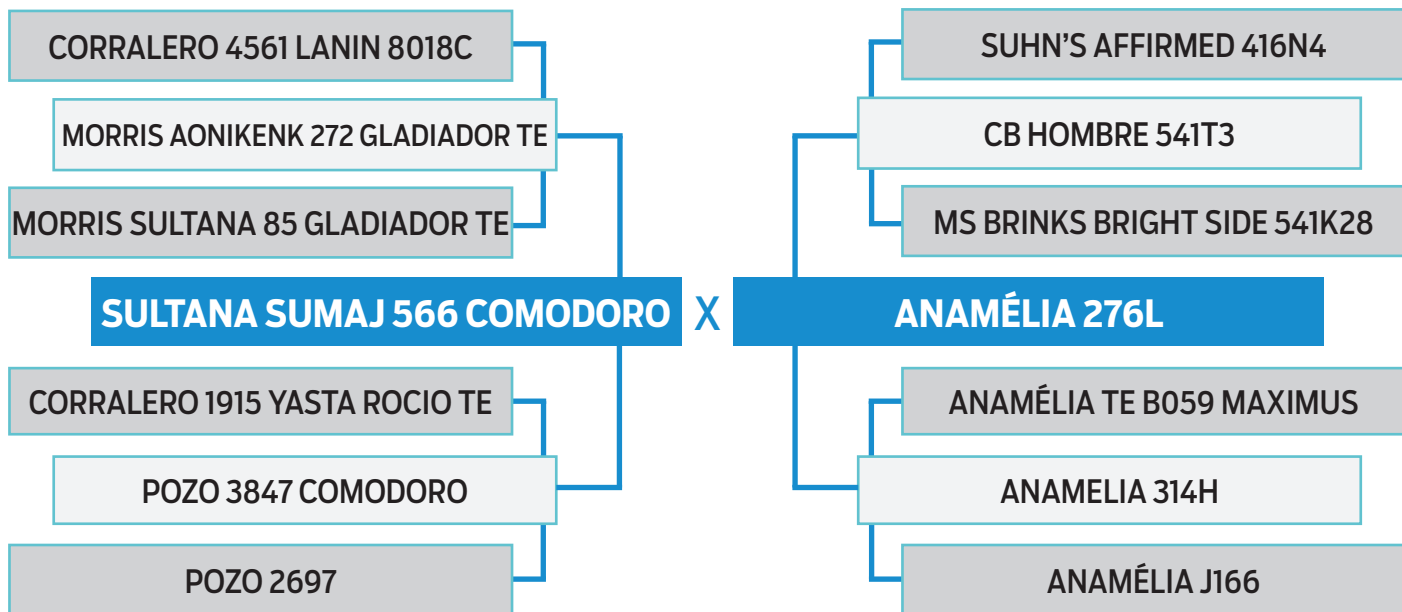 CORRALERO 4561 LANIN 8018C
MORRIS AONIKENK 272 GLADIADOR TE
MORRIS SULTANA 85 GLADIADOR TE
SUHN’S AFFIRMED 416N4
CB HOMBRE 541T3
MS BRINKS BRIGHT SIDE 541K28
SULTANA SUMAJ 566 COMODORO X ANAMÉLIA 276L
CORRALERO 1915 YASTA ROCIO TE
POZO 3847 COMODORO
POZO 2697
ANAMÉLIA TE B059 MAXIMUS
ANAMELIA 314H
ANAMÉLIA J166